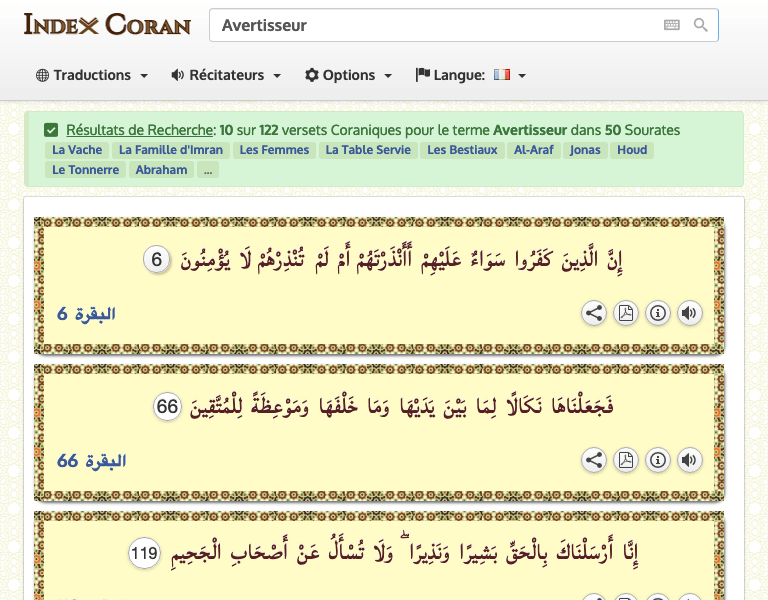 Index Coran
Avertisseur
Traductions
Récitateurs
Options
Langue:
Résultats de Recherche: 10 sur 122 versets Coraniques pour le terme Avertisseur dans 50 Sourates
La Vache La Famille d'Imran Les Femmes La Table Servie Les Bestiaux Al-Araf Jonas Houd
Le Tonnerre Abraham ...
إِنَّ الَّذِينَ كَفَرُوا سَوَاءٌ عَلَيْهِمْ أَأَنْذَرْتَهُمْ أَمْ لَمْ تُنْذِرْهُمْ لَا يُؤْمِنُونَ 6
البقرة 6
فَجَعَلْنَاهَا نَكَالًا لِمَا بَيْنَ يَدَيْهَا وَمَا خَلْفَهَا وَمَوْعِظَةً لِلْمُتَّقِينَ 66
البقرة 66
إِنَّا أَرْسَلْنَاكَ بِالْحَقِّ بَشِيرًا وَنَذِيرًا ۖ وَلَا تُسْأَلُ عَنْ أَصْحَابِ الْجَحِيمِ 119